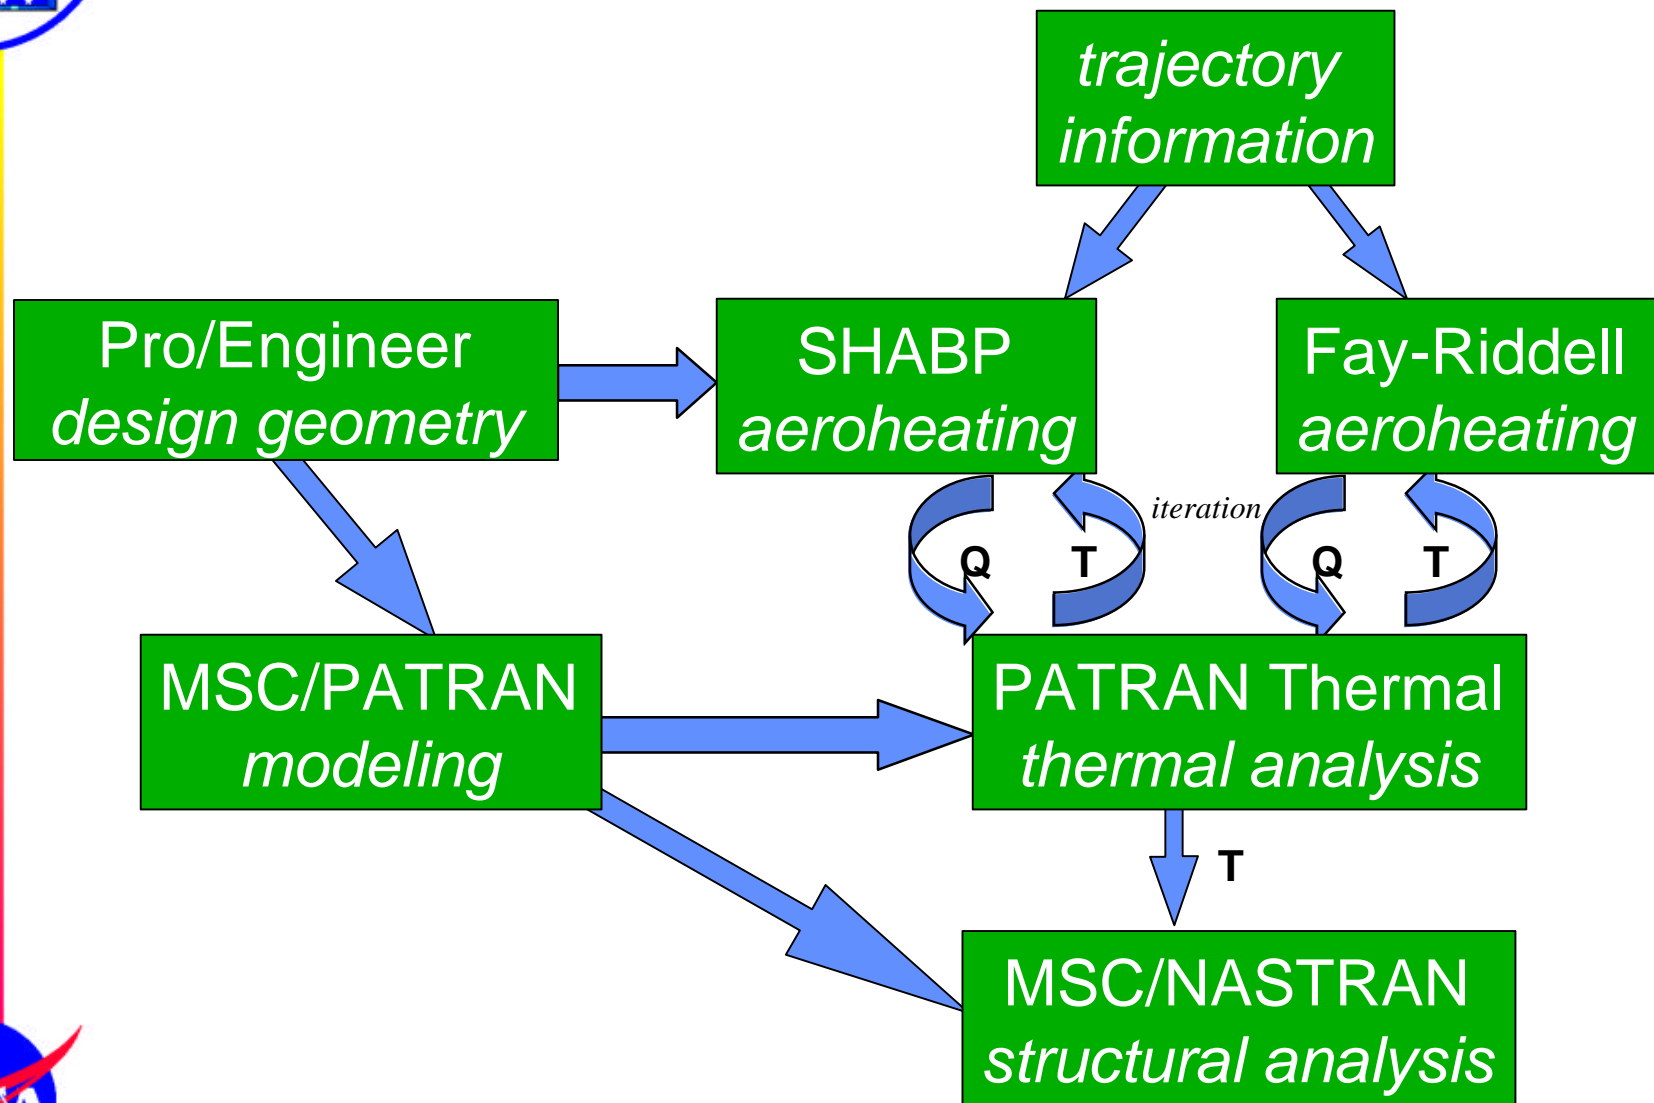 trajectory
information
Pro/Engineer
design geometry
SHABP
aeroheating
Fay-Riddell
aeroheating
iteration
Q
T
Q
T
MSC/PATRAN
modeling
PATRAN Thermal
thermal analysis
T
MSC/NASTRAN
structural analysis